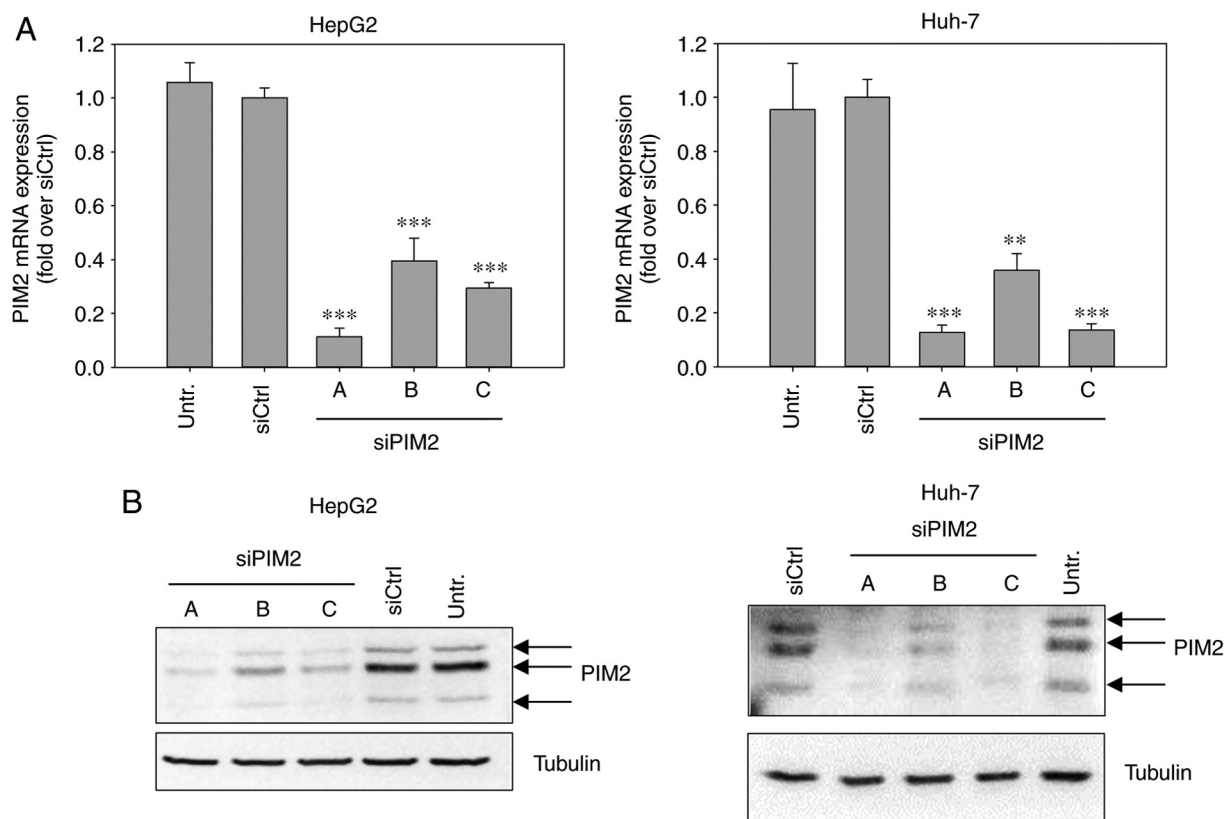 A
HepG2
PIM2 mRNA expression
(fold over siCtrl)
1.2
1.0
0.8
0.6
0.4
0.2
0.0
***
***
***
Untr.
siCtrl
A
B
C
siPIM2
Huh-7
PIM2 mRNA expression
(fold over siCtrl)
1.2
1.0
0.8
0.6
0.4
0.2
0.0
***
**
***
Untr.
siCtrl
A
B
C
siPIM2
B
HepG2
siPIM2
A
B
C
siCtrl
Untr.
PIM2
Tubulin
Huh-7
siCtrl
siPIM2
A
B
C
Untr.
PIM2
Tubulin